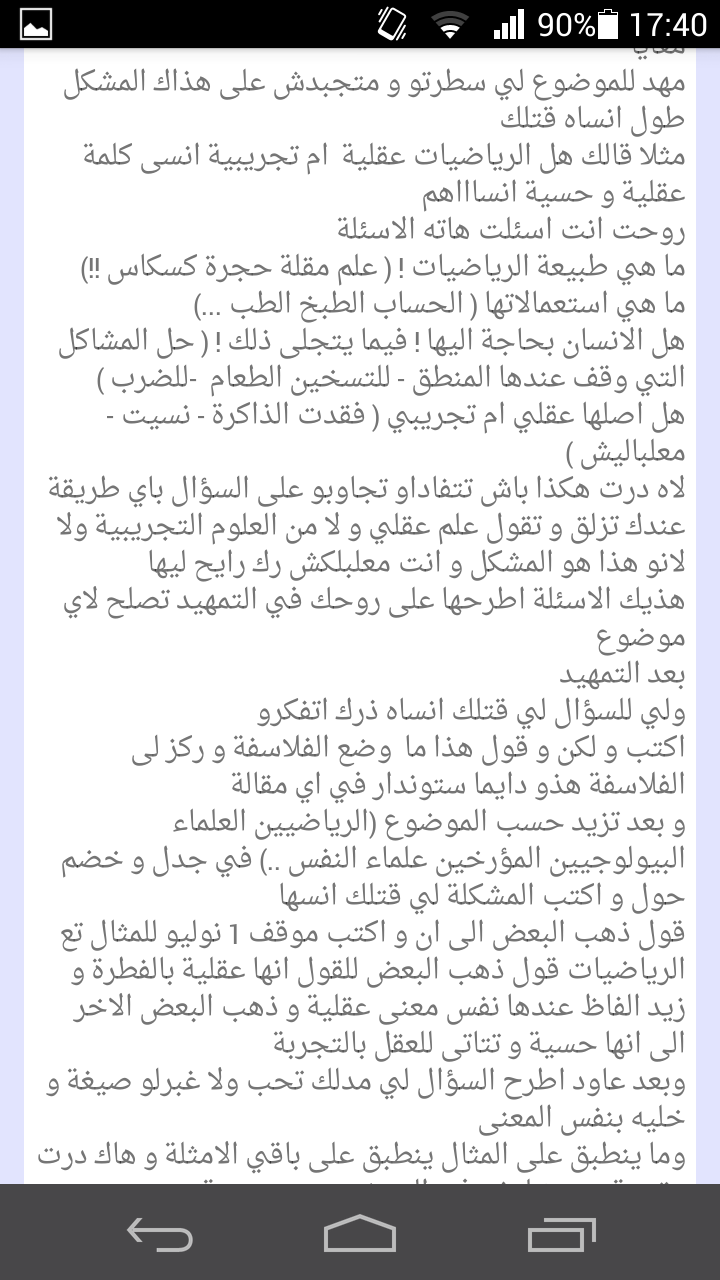 90% 17:40
مهد للموضوع لي سطرتو و متجبدش على هذاك المشكل
طول انساه قتلك
مثلا قالك هل الرياضيات عقلية ام تجريبية انسى كلمة
عقلية و حسية انساااهم
روحت انت اسئلت هاته الاسئلة
ما هي طبيعة الرياضيات ! ( علم مقلة حجرة كسكاس !!)
ما هي استعمالاتها ( الحساب الطبخ الطب ...)
هل الانسان بحاجة اليها ! فيما يتجلى ذلك ! ( حل المشاكل
التي وقف عندها المنطق - للتسخين الطعام -للضرب )
هل اصلها عقلي ام تجريبي ( فقدت الذاكرة - نسيت -
معلباليش )
لاه درت هكذا باش تتفاداو تجاوبو على السؤال باي طريقة
عندك تزلق و تقول علم عقلي و لا من العلوم التجريبية ولا
لانو هذا هو المشكل و انت معلبلكش رك رايح ليها
هذيك الاسئلة اطرحها على روحك في التمهيد تصلح لاي
موضوع
بعد التمهيد
ولي للسؤال لي قتلك انساه ذرك اتفكرو
اكتب و لكن و قول هذا ما وضع الفلاسفة و ركز لى
الفلاسفة هذو دايما ستوندار في اي مقالة
و بعد تزيد حسب الموضوع (الرياضيين العلماء
البيولوجيين المؤرخين علماء النفس ..) في جدل و خضم
حول و اكتب المشكلة لي قتلك انسها
قول ذهب البعض الى ان و اكتب موقف 1 نوليو للمثال تع
الرياضيات قول ذهب البعض للقول انها عقلية بالفطرة و
زيد الفاظ عندها نفس معنى عقلية و ذهب البعض الاخر
الى انها حسية و تتاتى للعقل بالتجربة
وبعد عاود اطرح السؤال لي مدلك تحب ولا غبرلو صيغة و
خليه بنفس المعنى
وما ينطبق على المثال ينطبق على باقي الامثلة و هاك درت